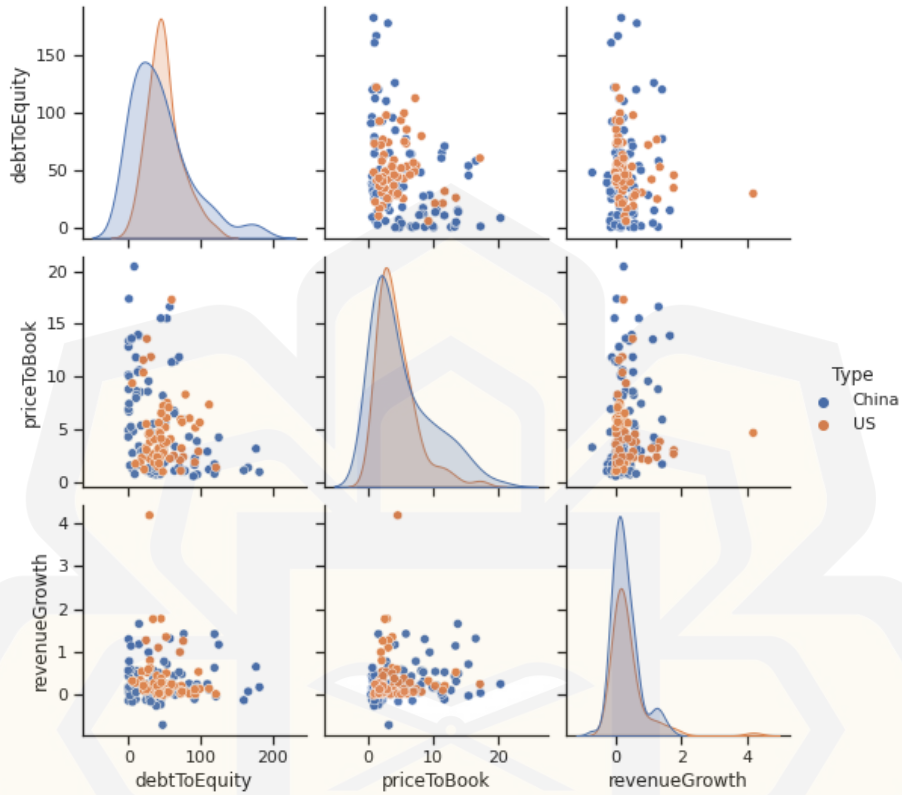 debtToEquity
150
100
50
0
priceToBook
20
15
10
5
0
Type
China
US
revenueGrowth
4
3
2
1
0
0 100 200
0 10 20
0 2 4
debtToEquity
priceToBook
revenueGrowth